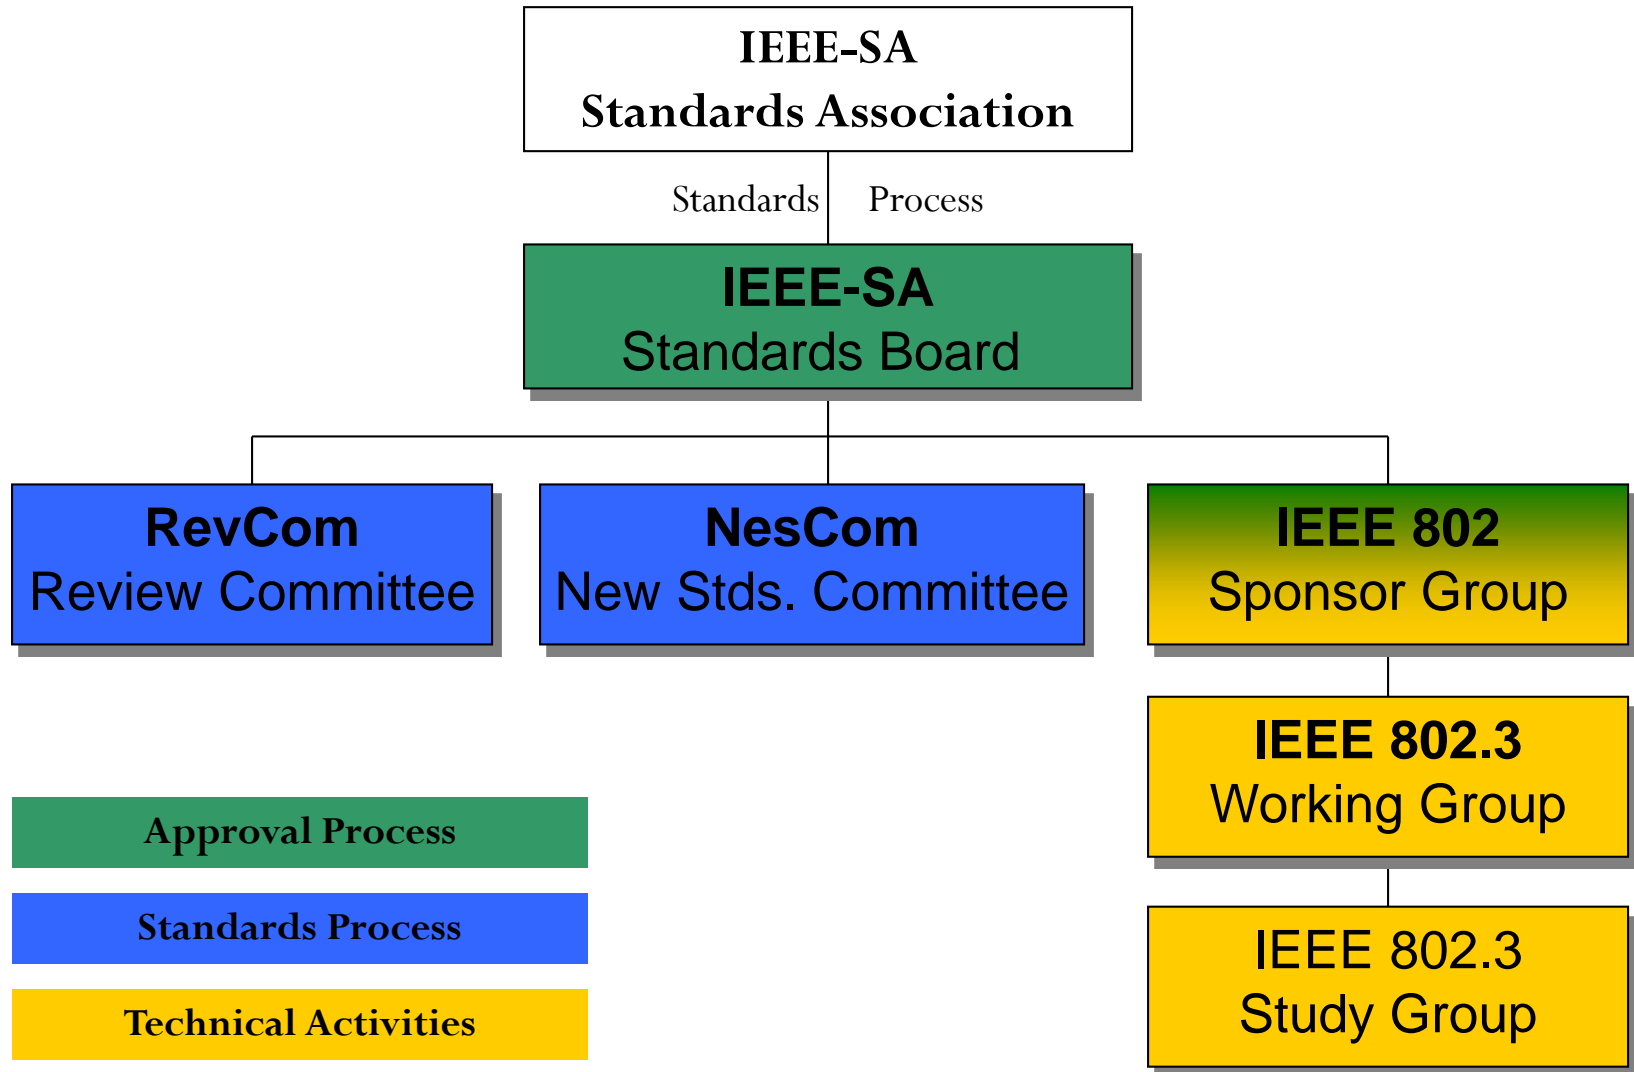 IEEE-SA
Standards Association
Standards Process
IEEE-SA
Standards Board
RevCom
Review Committee
NesCom
New Stds. Committee
IEEE 802
Sponsor Group
IEEE 802.3
Working Group
IEEE 802.3
Study Group
Approval Process
Standards Process
Technical Activities